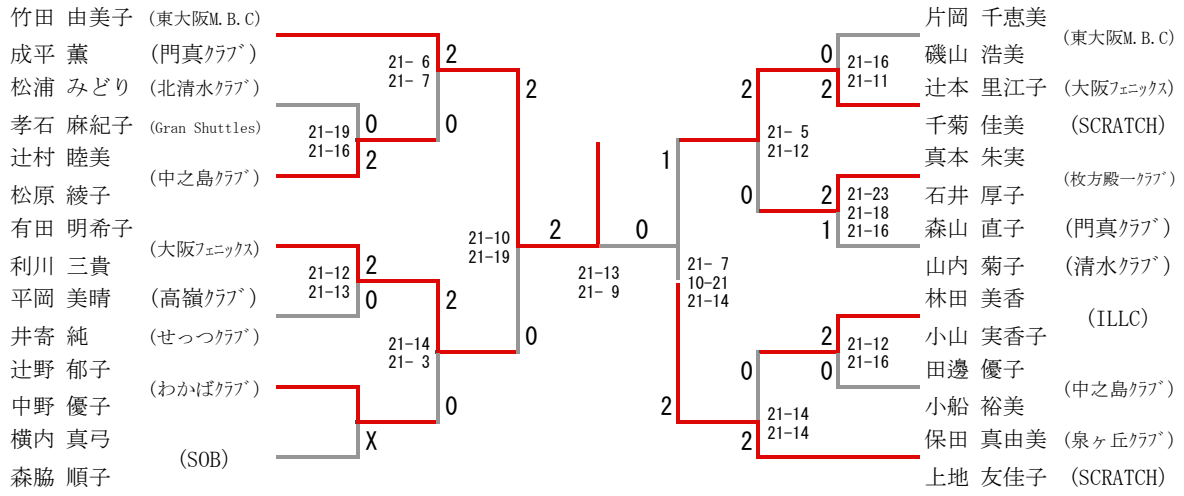 竹田 由美子 (東大阪M.B.C)
成平 薫 (門真ｸﾗﾌﾞ)
松浦 みどり (北清水ｸﾗﾌﾞ)
孝石 麻紀子 (Gran Shuttles)
辻村 睦美
(中之島ｸﾗﾌﾞ)
松原 綾子
有田 明希子
(大阪ﾌｪﾆｯｸｽ)
利川 三貴
平岡 美晴 (高嶺ｸﾗﾌﾞ)
井寄 純 (せっつｸﾗﾌﾞ)
辻野 郁子
(わかばｸﾗﾌﾞ)
中野 優子
横内 真弓
(SOB)
森脇 順子
21- 6
21- 7
2
0
21-19
21-16
0
2
2
21-12
21-13
2
0
21-14
21- 3
2
0
X
21-10
21-19
0
2
0
21-13
21- 9
1
21- 7
10-21
21-14
2
2
21- 5
21-12
0
0
21-16
21-11
2
2
21-23
21-18
21-16
1
2
21-12
21-16
0
0
21-14
21-14
2
片岡 千恵美
(東大阪M.B.C)
磯山 浩美
辻本 里江子 (大阪ﾌｪﾆｯｸｽ)
千菊 佳美 (SCRATCH)
真本 朱実
(枚方殿一ｸﾗﾌﾞ)
石井 厚子
森山 直子 (門真ｸﾗﾌﾞ)
山内 菊子 (清水ｸﾗﾌﾞ)
林田 美香
(ILLC)
小山 実香子
田邊 優子
(中之島ｸﾗﾌﾞ)
小船 裕美
保田 真由美 (泉ヶ丘ｸﾗﾌﾞ)
上地 友佳子 (SCRATCH)